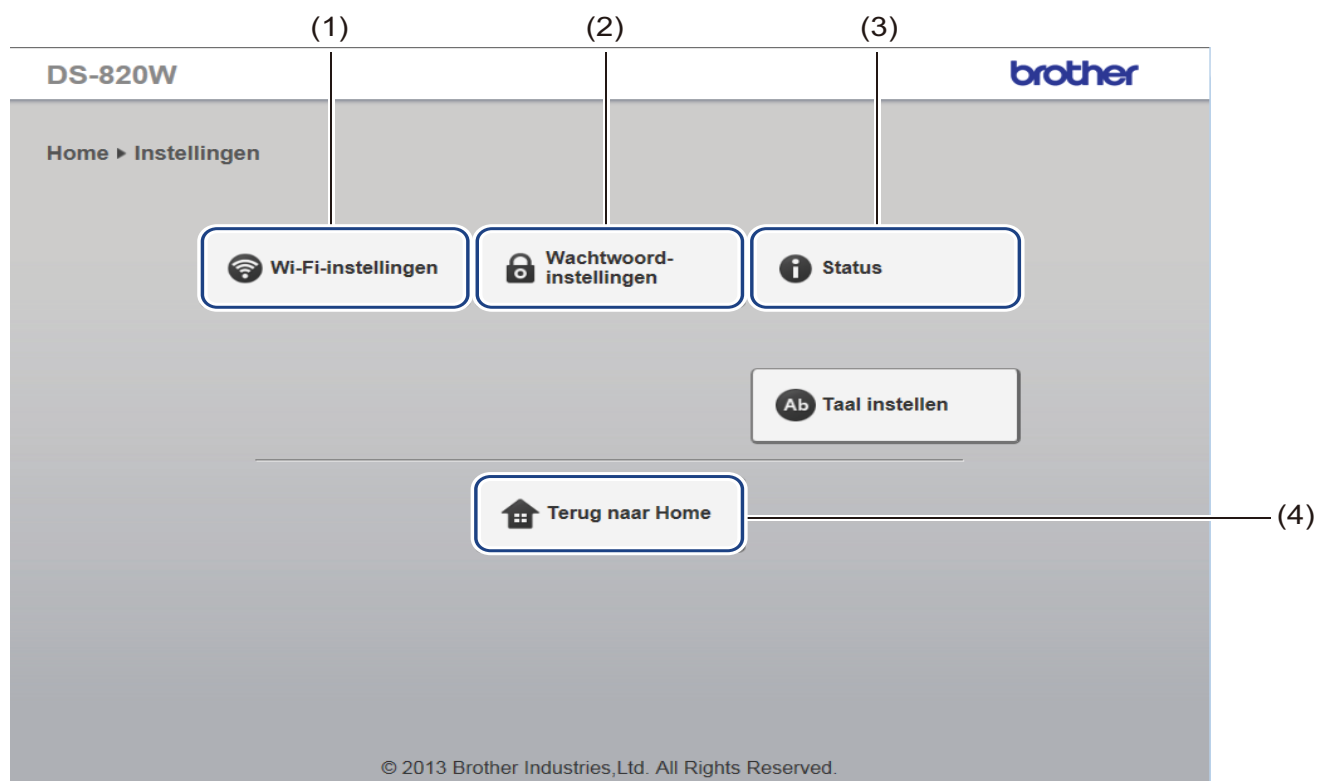 (1) (2) (3)
DS-820W brother
Home ▸ Instellingen
Wi-Fi-instellingen
Wachtwoord-
instellingen
Status
Ab Taal instellen
Terug naar Home
(4)
© 2013 Brother Industries,Ltd. All Rights Reserved.